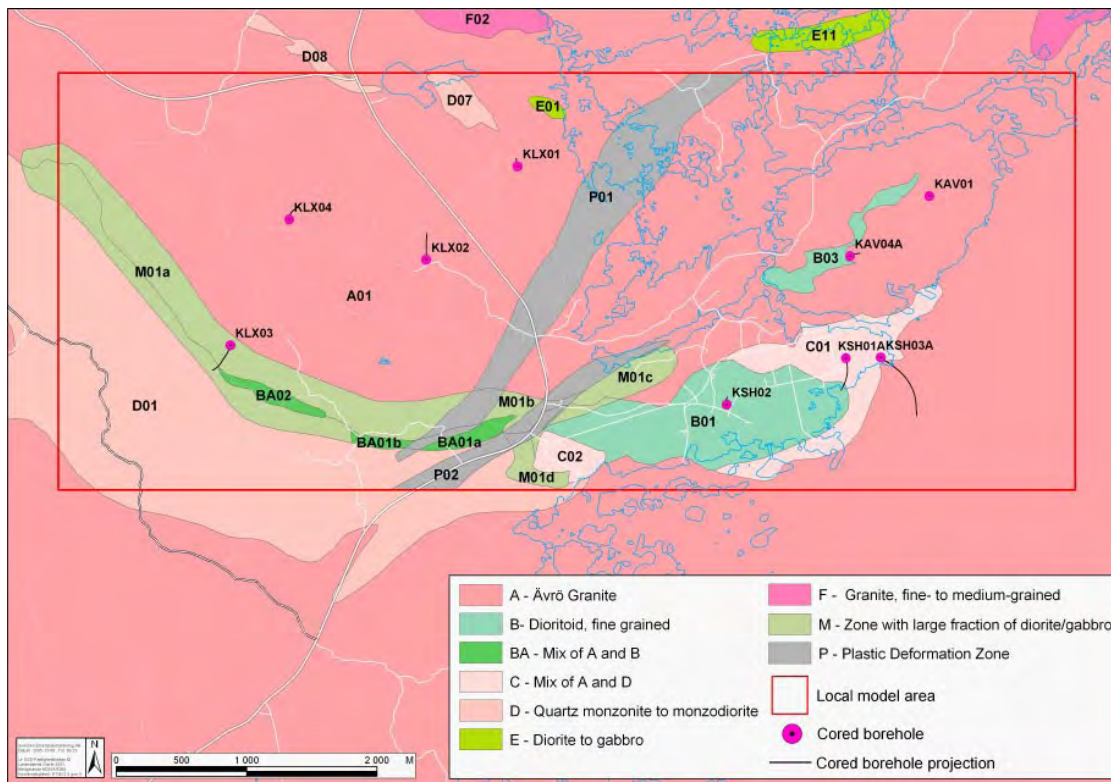 F02
E11
D08
D07
E01
KLX01
P01
KAV01
KLX04
KLX02
KAV04A
B03
M01a
A01
KLX03
C01
KSH01A
KSH03A
M01c
BA02
D01
M01b
KSH02
B01
BA01b
BA01a
C02
P02
M01d
A - Ävrö Granite
B- Dioritoid, fine grained
BA - Mix of A and B
C - Mix of A and D
D - Quartz monzonite to monzodiorite
E - Diorite to gabbro
F - Granite, fine- to medium-grained
M - Zone with large fraction of diorite/gabbro
P - Plastic Deformation Zone
Local model area
Cored borehole
Cored borehole projection
N
0 500 1 000 2 000 M